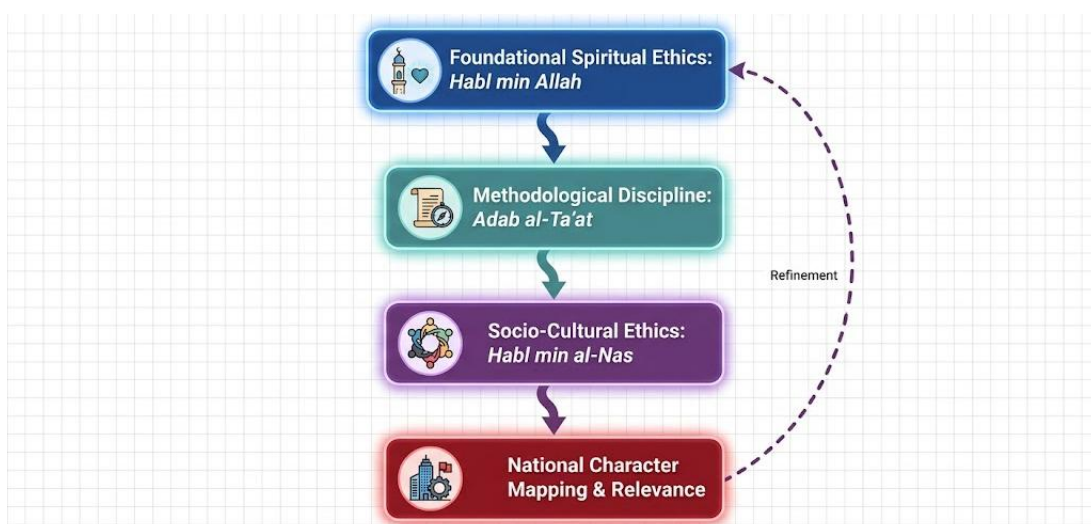 Foundational Spiritual Ethics:
Habl min Allah
Methodological Discipline:
Adab al-Ta’at
Refinement
Socio-Cultural Ethics:
Habl min al-Nas
National Character
Mapping & Relevance